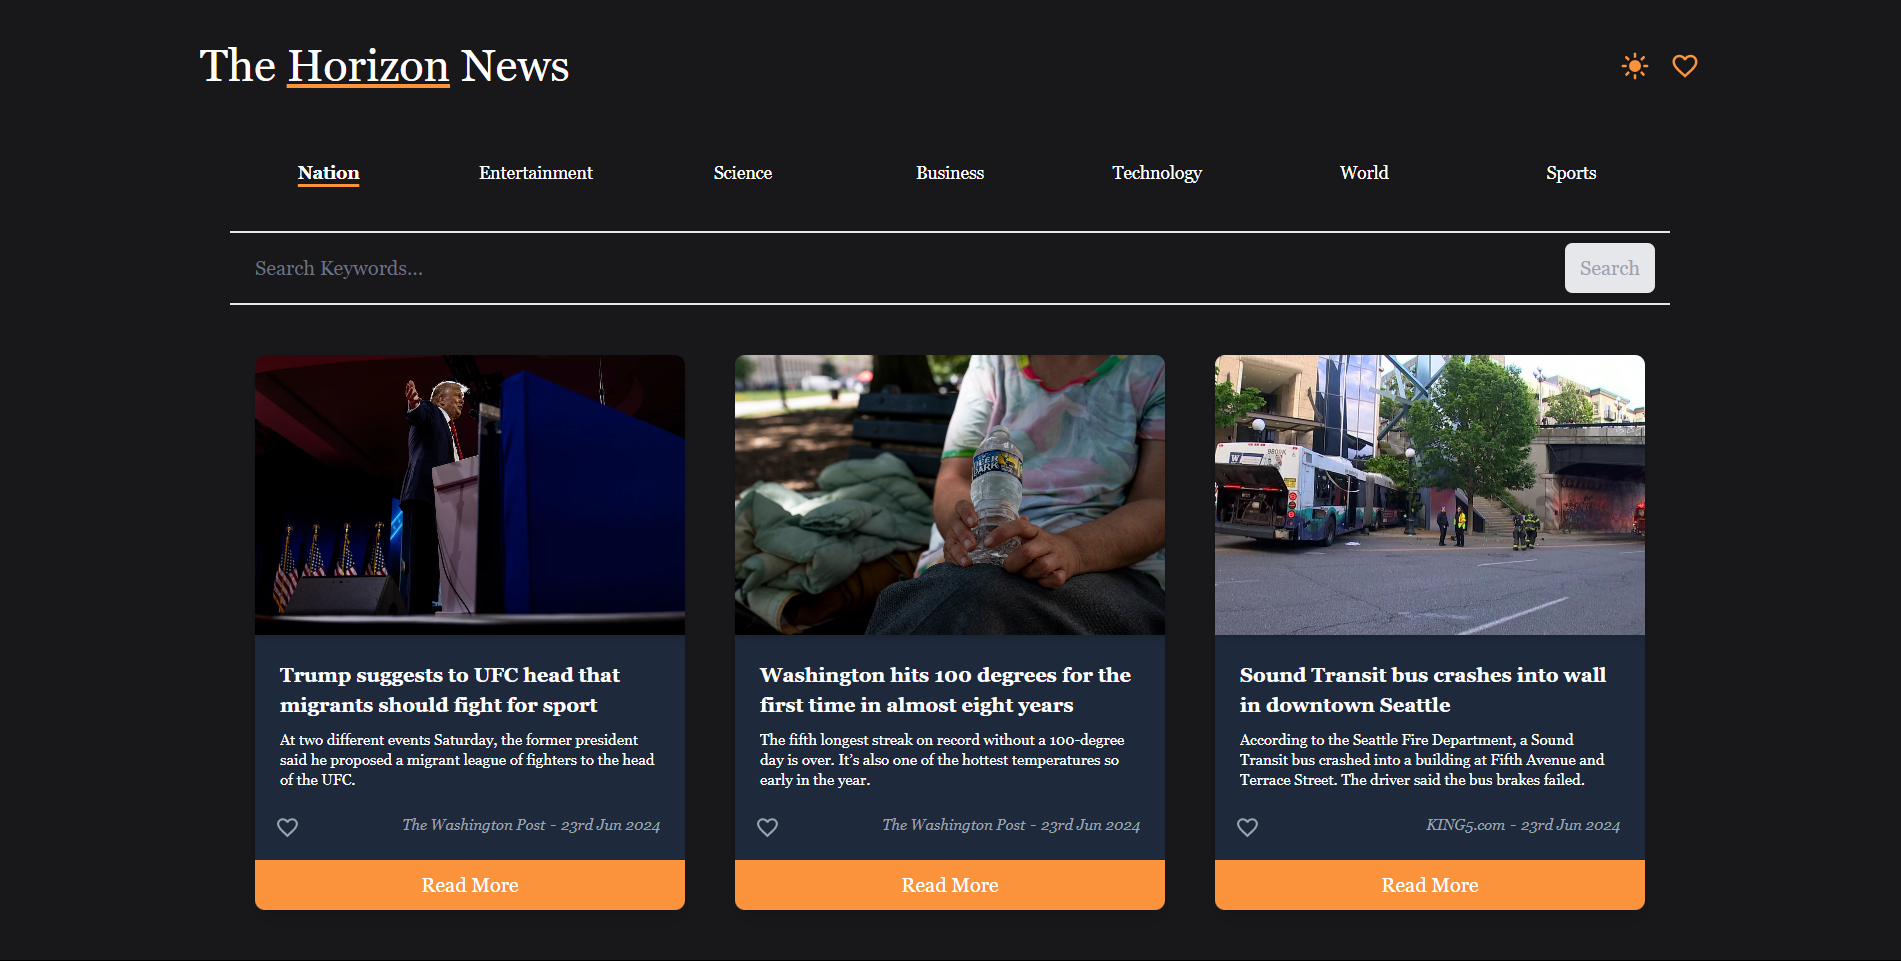 The Horizon News
Nation Entertainment Science Business Technology World Sports
Search Keywords...
Search
Trump suggests to UFC head that
migrants should fight for sport
At two different events Saturday, the former president
said he proposed a migrant league of fighters to the head
of the UFC.
The Washington Post - 23rd Jun 2024
Read More
DEER
PARK
Washington hits 100 degrees for the
first time in almost eight years
The fifth longest streak on record without a 100-degree
day is over. It’s also one of the hottest temperatures so
early in the year.
The Washington Post - 23rd Jun 2024
Read More
W
Sound Transit bus crashes into wall
in downtown Seattle
According to the Seattle Fire Department, a Sound
Transit bus crashed into a building at Fifth Avenue and
Terrace Street. The driver said the bus brakes failed.
KING5.com - 23rd Jun 2024
Read More